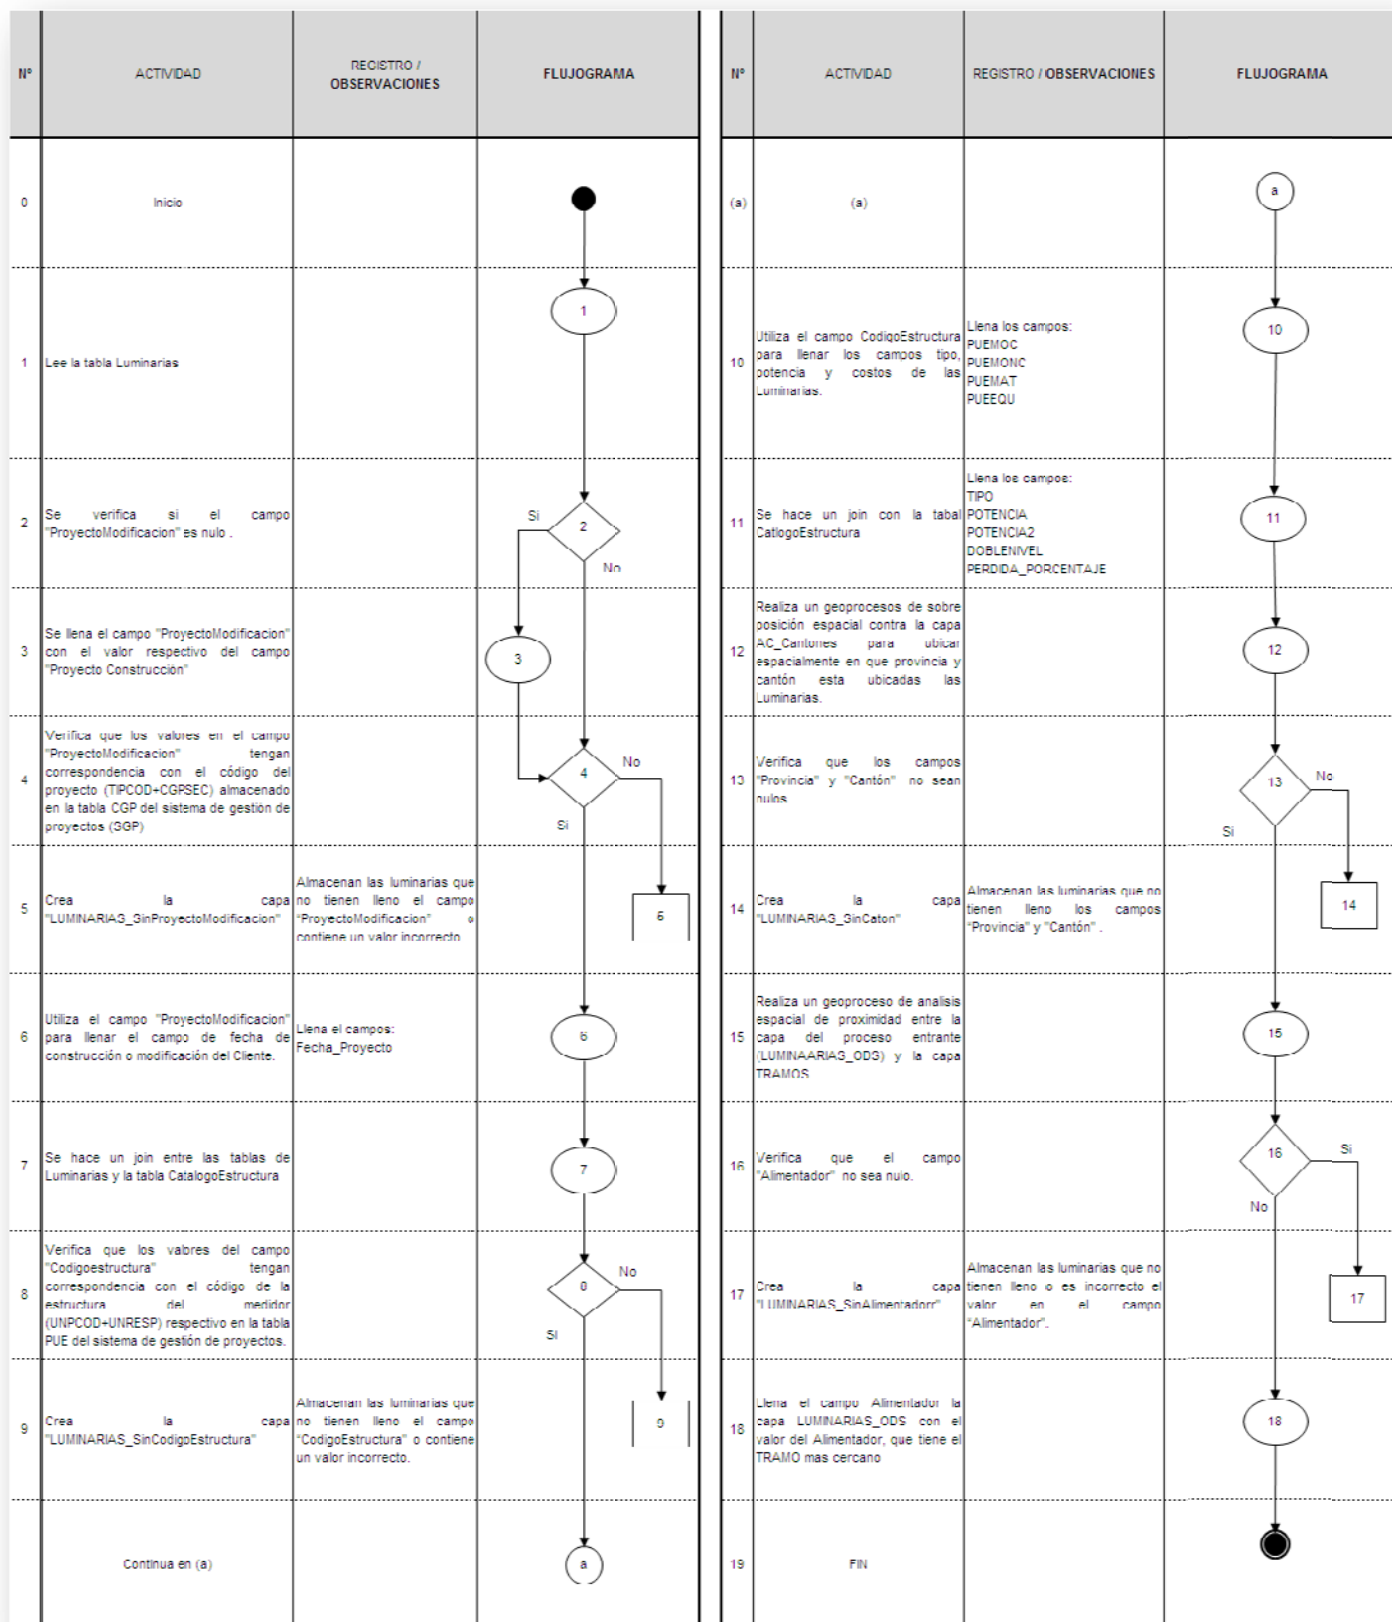 Nº
ACTIVIDAD
REGISTRO /
OBSERVACIONES
FLUJOGRAMA
0
Inicio
1
Lee la tabla Luminarias
1
2
Se verifica si el campo
"ProyectoModificacion" es nulo .
Si
2
No
3
Se llena el campo "ProyectoModificacion"
con el valor respectivo del campo
"Proyecto Construcción"
3
4
Verifica que los valores en el campo
"ProyectoModificacion" tengan
correspondencia con el código del
proyecto (TIPCOD+CGPSEC) almacenado
en la tabla CGP del sistema de gestión de
proyectos (SGP)
4
No
Si
5
Crea la capa
"LUMINARIAS_SinProyectoModificacion"
Almacenan las luminarias que
no tienen lleno el campo
"ProyectoModificacion" o
contiene un valor incorrecto
5
6
Utiliza el campo "ProyectoModificacion"
para llenar el campo de fecha de
construcción o modificación del Cliente.
Llena el campos:
Fecha_Proyecto
6
7
Se hace un join entre las tablas de
Luminarias y la tabla CatalogoEstructura
7
8
Verifica que los valores del campo
"Codigoestructura" tengan
correspondencia con el código de la
estructura del medidor
(UNPCOD+UNRESP) respectivo en la tabla
PUE del sistema de gestión de proyectos.
8
No
Si
9
Crea la capa
"LUMINARIAS_SinCodigoEstructura"
Almacenan las luminarias que
no tienen lleno el campo
"CodigoEstructura" o contiene
un valor incorrecto.
9
Continua en (a)
a
Nº
ACTIVIDAD
REGISTRO / OBSERVACIONES
FLUJOGRAMA
(a)
(a)
a
10
Utiliza el campo CodigoEstructura
para llenar los campos tipo,
potencia y costos de las
Luminarias.
Llena los campos:
PUEMOC
PUEMONC
PUEMAT
PUEEQU
10
11
Se hace un join con la tabal
CatlogoEstructura
Llena los campos:
TIPO
POTENCIA
POTENCIA2
DOBLENIVEL
PERDIDA_PORCENTAJE
11
12
Realiza un geoprocesos de sobre
posición espacial contra la capa
AC_Cantones para ubicar
espacialmente en que provincia y
cantón esta ubicadas las
Luminarias.
12
13
Verifica que los campos
"Provincia" y "Cantón" no sean
nulos
13
No
Si
14
Crea la capa
"LUMINARIAS_SinCaton"
Almacenan las luminarias que no
tienen lleno los campos
"Provincia" y "Cantón" .
14
15
Realiza un geoproceso de analisis
espacial de proximidad entre la
capa del proceso entrante
(LUMINAARIAS_ODS) y la capa
TRAMOS
15
16
Verifica que el campo
"Alimentador" no sea nulo.
16
Si
No
17
Crea la capa
"LUMINARIAS_SinAlimentadorr"
Almacenan las luminarias que no
tienen lleno o es incorrecto el
valor en el campo
"Alimentador".
17
18
Llena el campo Alimentador la
capa LUMINARIAS_ODS con el
valor del Alimentador, que tiene el
TRAMO mas cercano
18
19
FIN